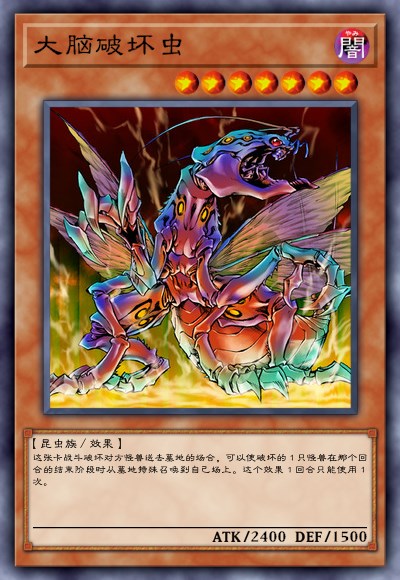 大脑破坏虫
やみ
闇
【昆虫族／效果】
这张卡战斗破坏对方怪兽送去墓地的场合，可以使破坏的1只怪兽在那个回
合的结束阶段时从墓地特殊召唤到自己场上。这个效果1回合只能使用1
次。
ATK/2400 DEF/1500